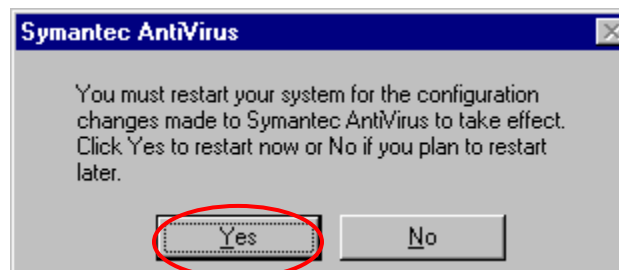 Symantec AntiVirus
You must restart your system for the configuration
changes made to Symantec AntiVirus to take effect.
Click Yes to restart now or No if you plan to restart
later.
Yes
No